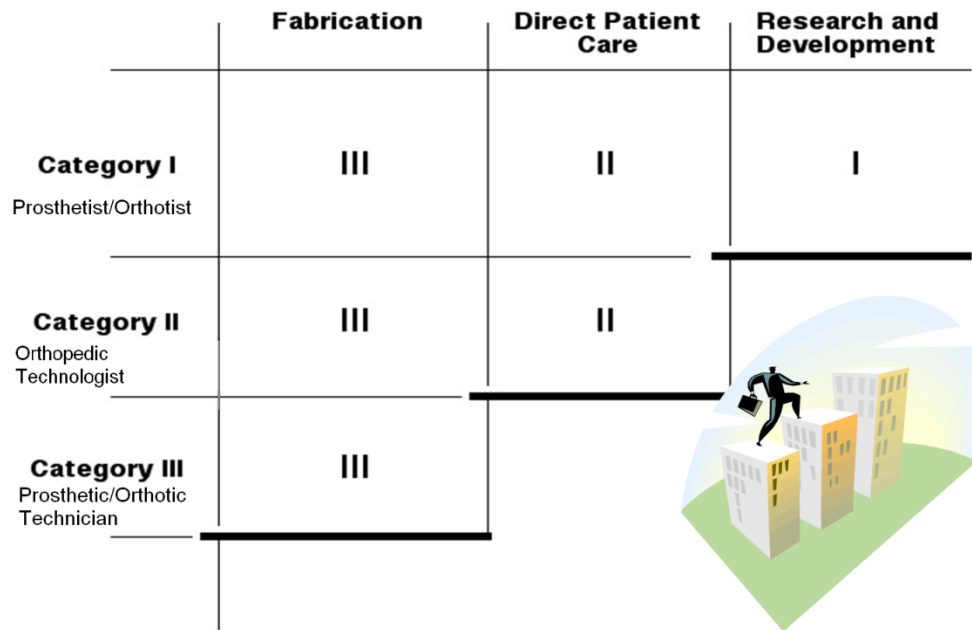 Fabrication
Direct Patient
Care
Research and
Development
Category I
III
II
I
Prosthetist/Orthotist
Category II
III
II
Orthopedic
Technologist
Category III
III
Prosthetic/Orthotic
Technician